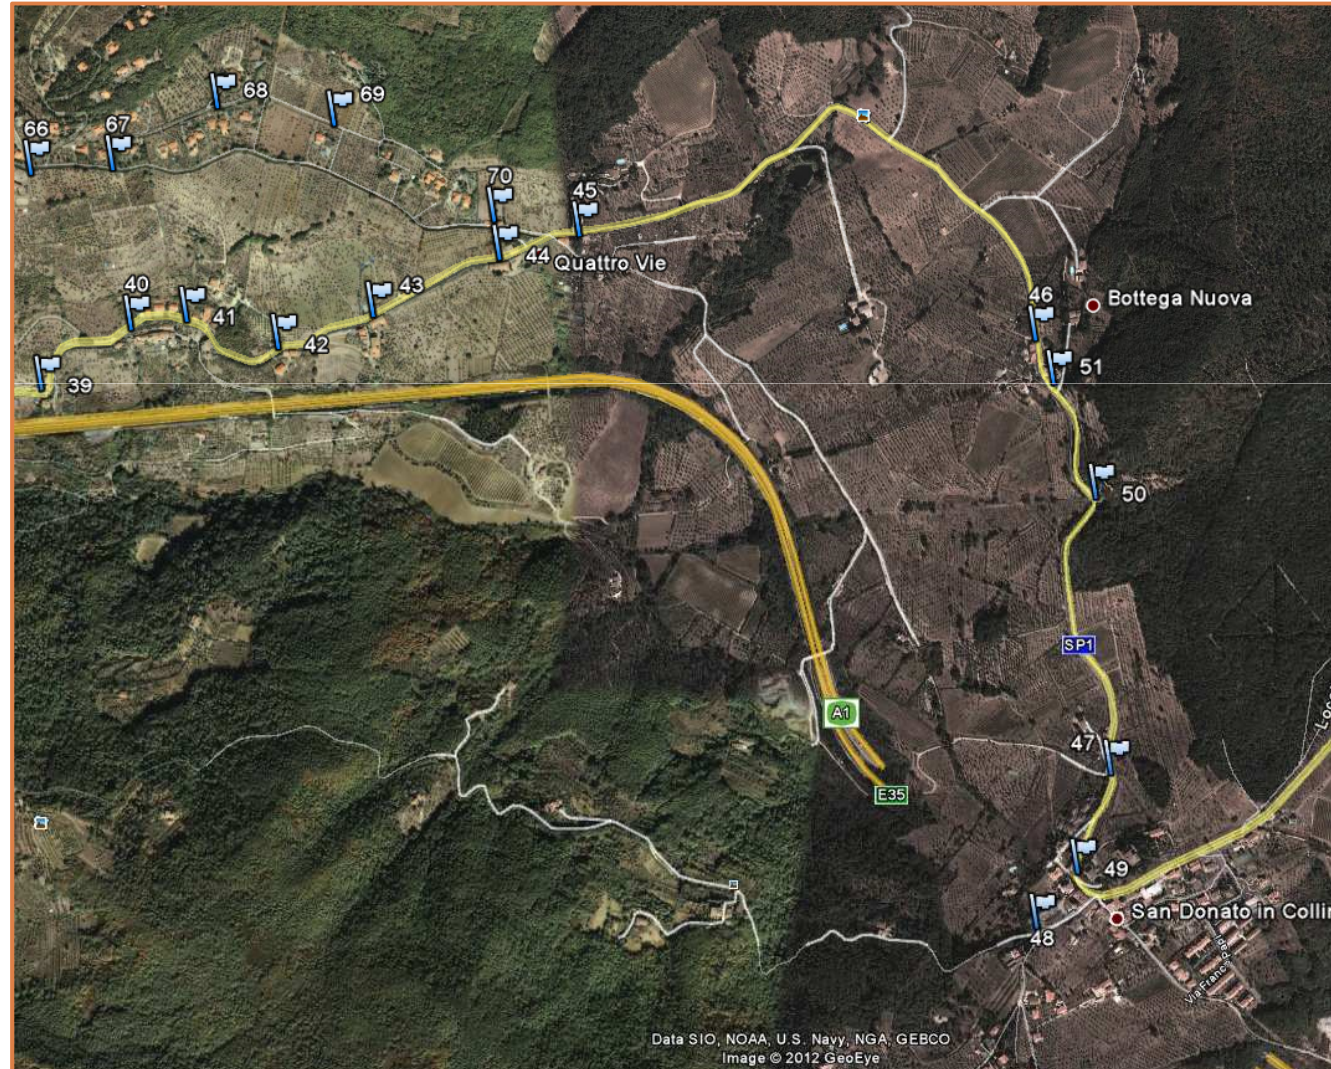 68
69
66
67
70
45
44
Quattro Vie
43
40
41
42
39
46
Bottega Nuova
51
50
SP1
A1
47
E35
49
San Donato in Collin
48
Via Franc
Data SIO, NOAA, U.S. Navy, NGA, GEBCO
Image © 2012 GeoEye